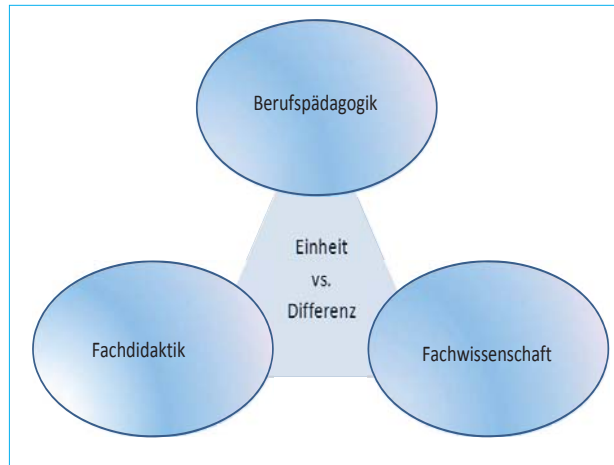 Berufspädagogik
Einheit
vs.
Differenz
Fachdidaktik
Fachwissenschaft